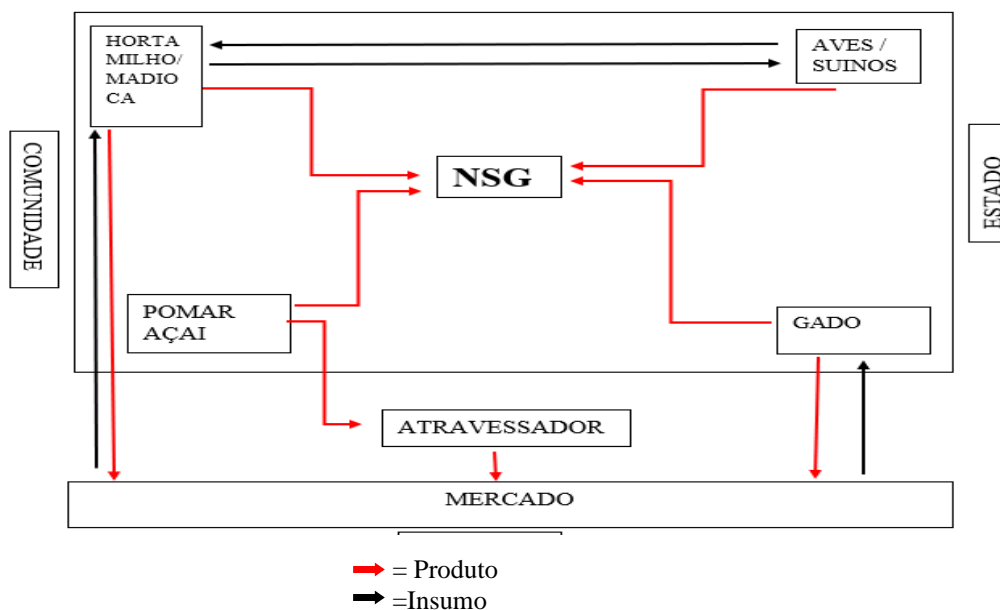 HORTA
MILHO/
MADIO
CA
AVES /
SUINOS
COMUNIDADE
NSG
ESTADO
POMAR
AÇAI
GADO
ATRAVESSADOR
MERCADO
= Produto
=Insumo